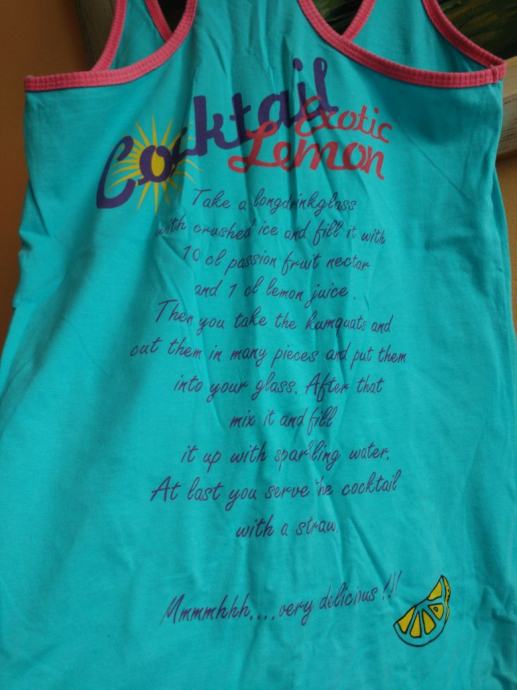 Cocktail
Exotic
Lemon
Take a longdrinkglass
with crushed ice and fill it with
10 cl passion fruit nectar
and 1 cl lemon juice.
Then you take the kumquats and
cut them in many pieces and put them
into your glass. After that
mix it and fill
it up with sparkling water.
At last you serve the cocktail
with a straw.
Mmmmhhh....very delicious!!!